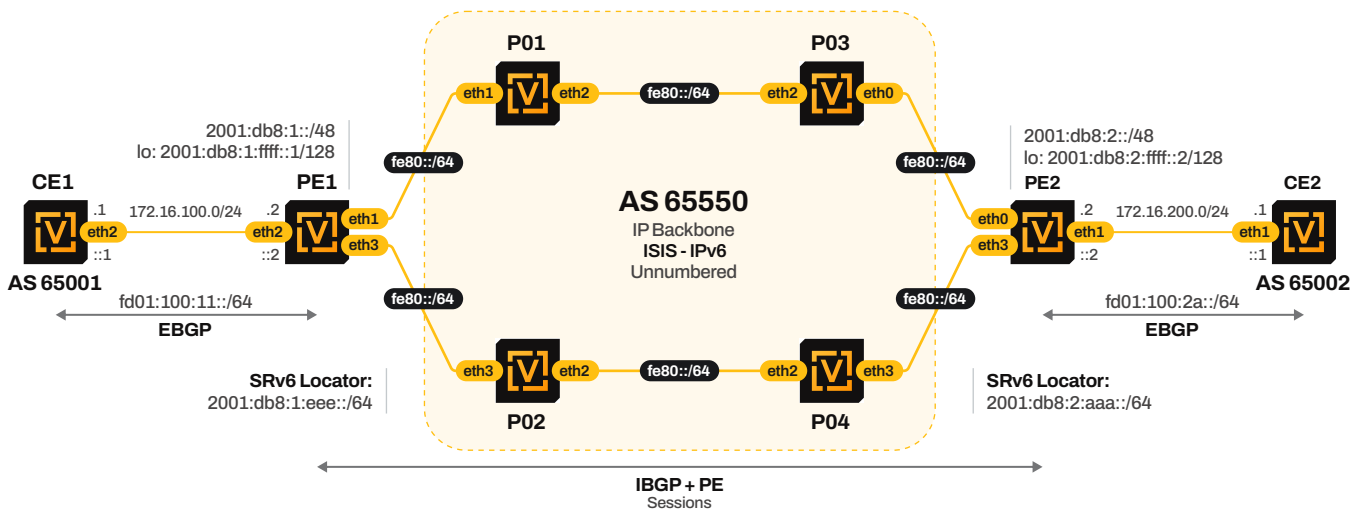 P01
P03
eth1
eth2
fe80::/64
eth2
eth0
2001:db8:1::/48
lo: 2001:db8:1:ffff::1/128
2001:db8:2::/48
lo: 2001:db8:2:ffff::2/128
fe80::/64
fe80::/64
CE1
PE1
PE2
CE2
AS 65550
IP Backbone
ISIS - IPv6
Unnumbered
.1
172.16.100.0/24
.2
eth2
eth2
::1
::2
eth1
eth3
eth0
eth3
.2
172.16.200.0/24
.1
eth1
eth1
::2
::1
AS 65001
AS 65002
fd01:100:11::/64
EBGP
fd01:100:2a::/64
EBGP
fe80::/64
fe80::/64
SRv6 Locator:
2001:db8:1:eee::/64
eth3
eth2
fe80::/64
eth2
eth3
SRv6 Locator:
2001:db8:2:aaa::/64
P02
P04
IBGP + PE
Sessions